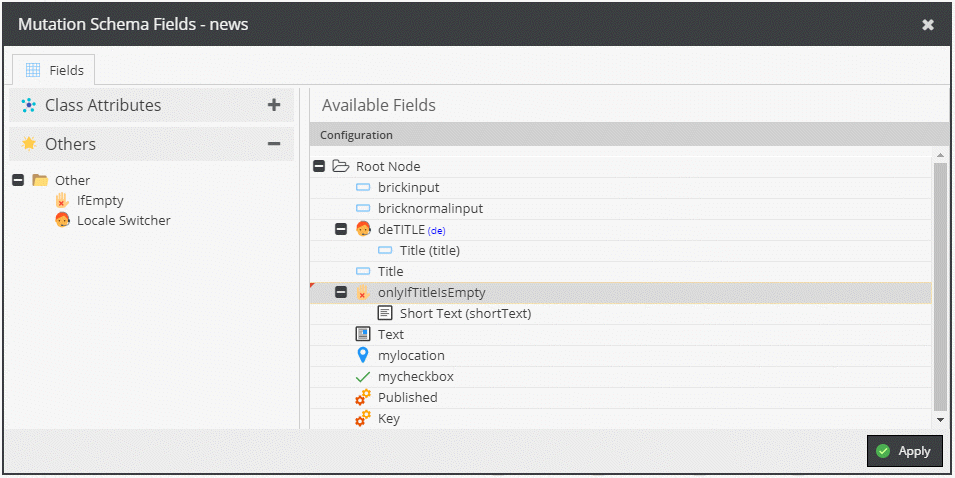 Mutation Schema Fields - news
Fields
Class Attributes
Others
Other
IfEmpty
Locale Switcher
Available Fields
Configuration
Root Node
brickinput
bricknormalinput
deTITLE (de)
Title (title)
Title
onlyIfTitleIsEmpty
Short Text (shortText)
Text
mylocation
mycheckbox
Published
Key
Apply